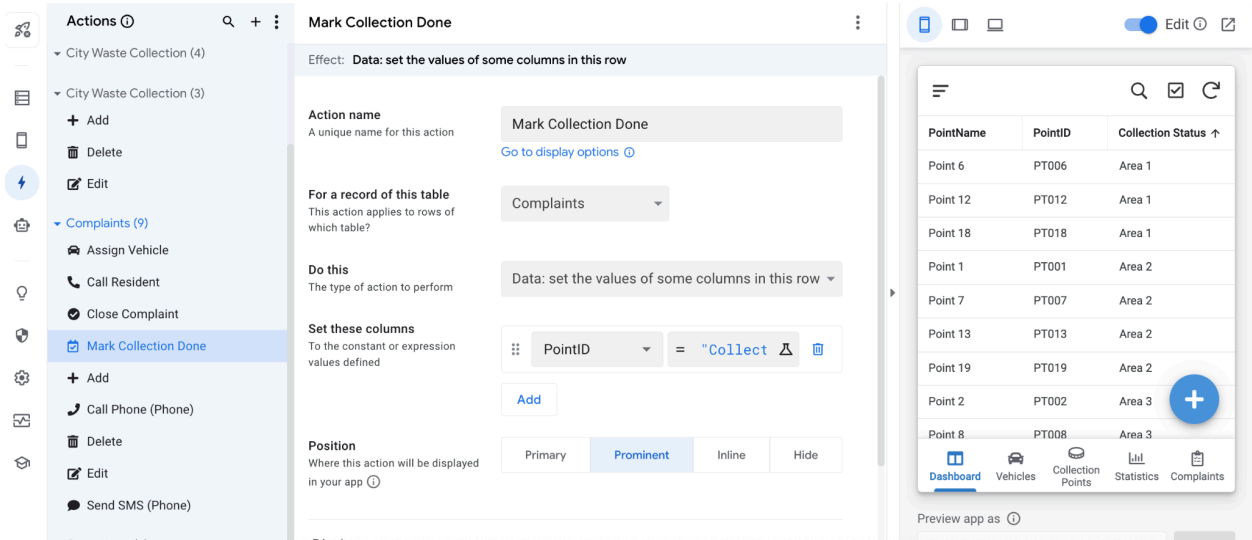 Actions
City Waste Collection (4)
City Waste Collection (3)
Add
Delete
Edit
Complaints (9)
Assign Vehicle
Call Resident
Close Complaint
Mark Collection Done
Add
Call Phone (Phone)
Delete
Edit
Send SMS (Phone)
Mark Collection Done
Effect: Data: set the values of some columns in this row
Action name
A unique name for this action
Mark Collection Done
Go to display options
For a record of this table
This action applies to rows of
which table?
Complaints
Do this
The type of action to perform
Data: set the values of some columns in this row
Set these columns
To the constant or expression
values defined
PointID = "Collect
Add
Position
Where this action will be displayed
in your app
Primary Prominent Inline Hide
Edit
PointName PointID Collection Status
Point 6 PT006 Area 1
Point 12 PT012 Area 1
Point 18 PT018 Area 1
Point 1 PT001 Area 2
Point 7 PT007 Area 2
Point 13 PT013 Area 2
Point 19 PT019 Area 2
Point 2 PT002 Area 3
Point 8 PT008 Area 3
Dashboard Vehicles Collection Points Statistics Complaints
Preview app as